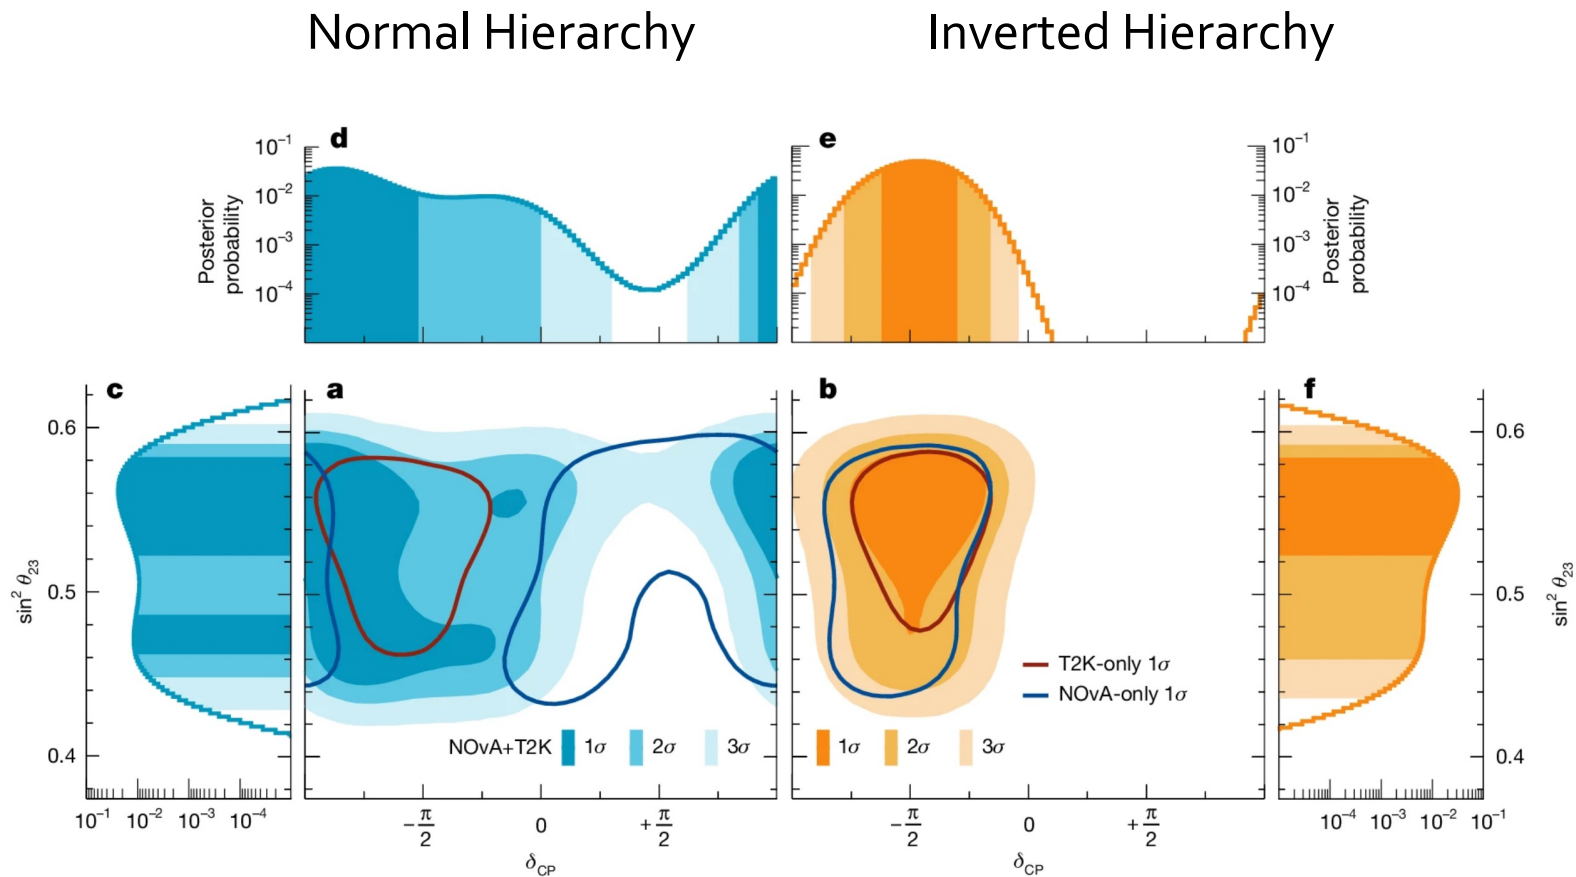 Normal Hierarchy
Inverted Hierarchy
d
10⁻¹
10⁻²
10⁻³
10⁻⁴
Posterior
probability
e
10⁻¹
10⁻²
10⁻³
10⁻⁴
Posterior
probability
c
0.6
0.5
0.4
sin² θ₂₃
10⁻¹ 10⁻² 10⁻³ 10⁻⁴
a
NOvA+T2K 1σ 2σ 3σ
−π/2 0 +π/2
δCP
b
T2K-only 1σ
NOvA-only 1σ
1σ 2σ 3σ
−π/2 0 +π/2
δCP
f
0.6
0.5
0.4
sin² θ₂₃
10⁻⁴ 10⁻³ 10⁻² 10⁻¹